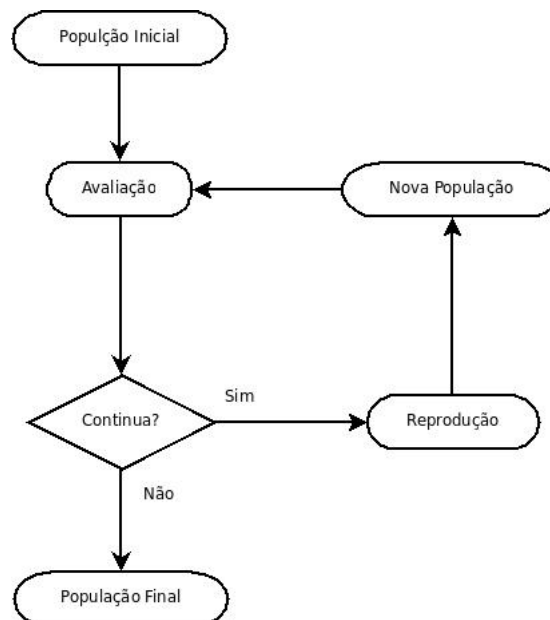 Populção Inicial
Avaliação
Nova População
Continua?
Sim
Reprodução
Não
População Final